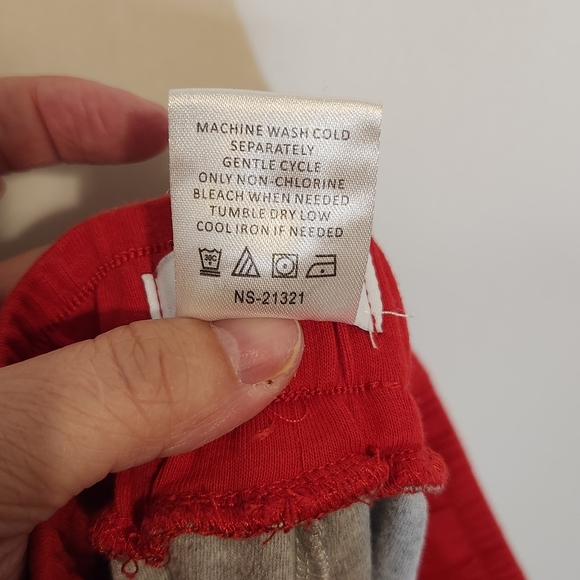 MACHINE WASH COLD
SEPARATELY
GENTLE CYCLE
ONLY NON-CHLORINE
BLEACH WHEN NEEDED
TUMBLE DRY LOW
COOL IRON IF NEEDED
30C
NS-21321